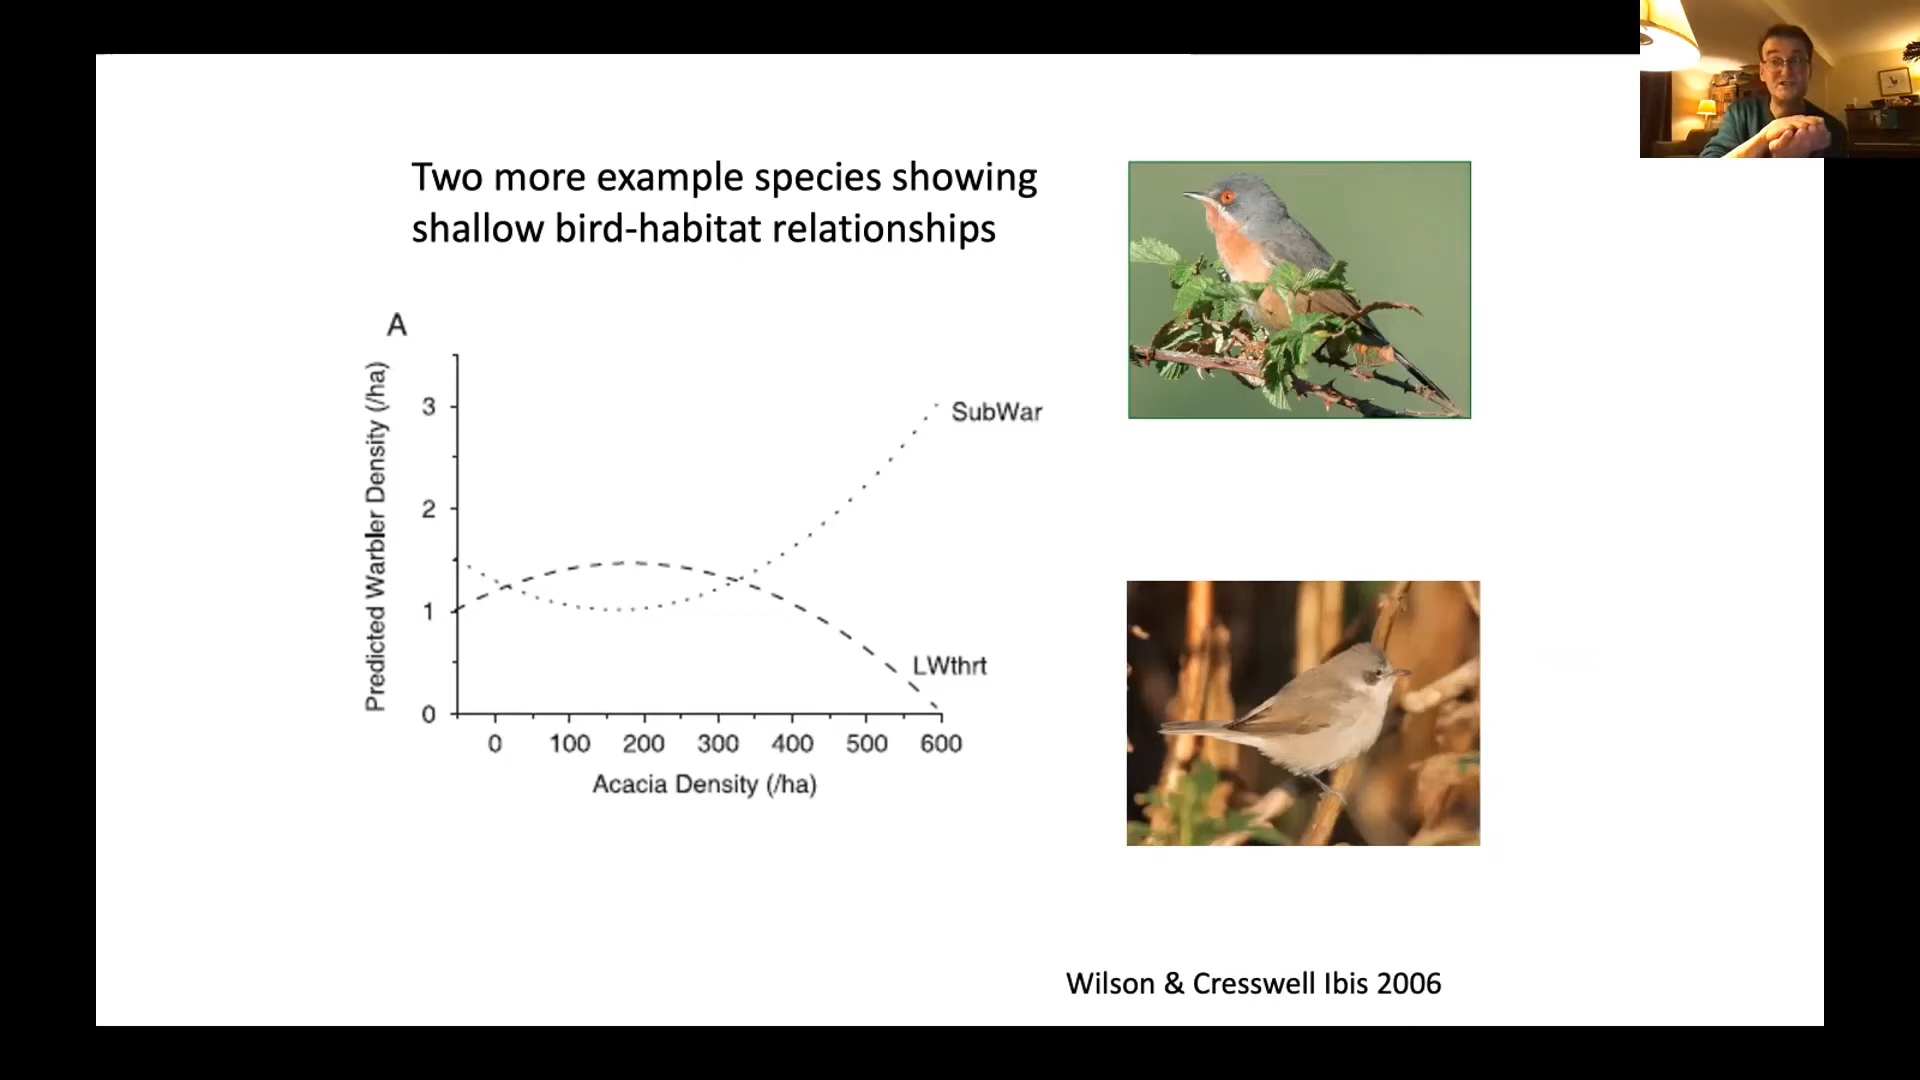 Two more example species showing
shallow bird-habitat relationships
A
Predicted Warbler Density (/ha)
3
2
1
0
SubWar
LWthrt
0 100 200 300 400 500 600
Acacia Density (/ha)
Wilson & Cresswell Ibis 2006